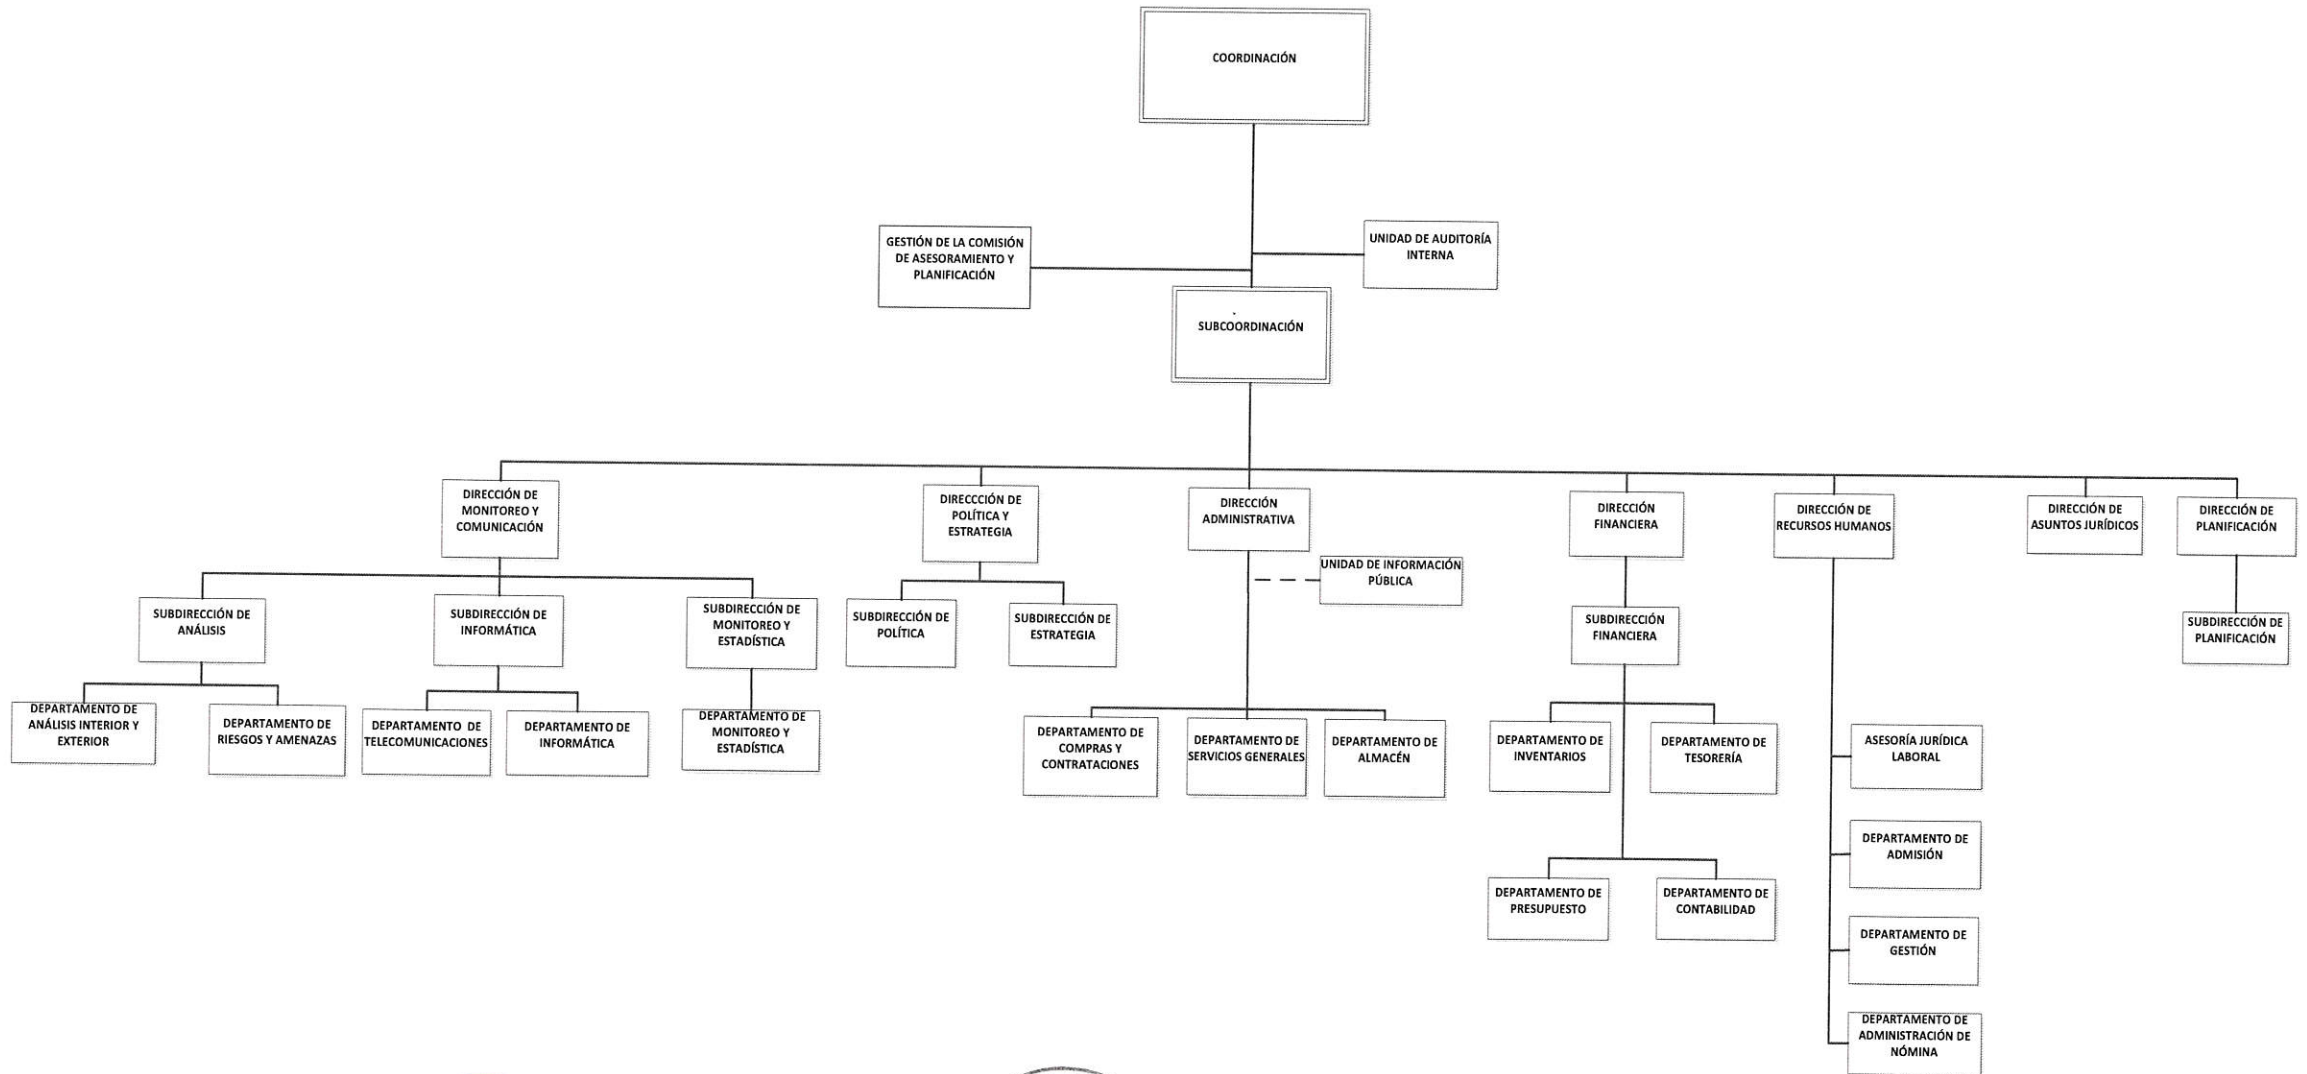 COORDINACIÓN
GESTIÓN DE LA COMISIÓN
DE ASESORAMIENTO Y
PLANIFICACIÓN
UNIDAD DE AUDITORÍA
INTERNA
SUBCOORDINACIÓN
DIRECCIÓN DE
MONITOREO Y
COMUNICACIÓN
DIRECCCIÓN DE
POLÍTICA Y
ESTRATEGIA
DIRECCIÓN
ADMINISTRATIVA
DIRECCIÓN
FINANCIERA
DIRECCIÓN DE
RECURSOS HUMANOS
DIRECCIÓN DE
ASUNTOS JURÍDICOS
DIRECCIÓN DE
PLANIFICACIÓN
UNIDAD DE INFORMACIÓN
PÚBLICA
SUBDIRECCIÓN DE
ANÁLISIS
SUBDIRECCIÓN DE
INFORMÁTICA
SUBDIRECCIÓN DE
MONITOREO Y
ESTADÍSTICA
SUBDIRECCIÓN DE
POLÍTICA
SUBDIRECCIÓN DE
ESTRATEGIA
SUBDIRECCIÓN
FINANCIERA
SUBDIRECCIÓN DE
PLANIFICACIÓN
DEPARTAMENTO DE
ANÁLISIS INTERIOR Y
EXTERIOR
DEPARTAMENTO DE
RIESGOS Y AMENAZAS
DEPARTAMENTO DE
TELECOMUNICACIONES
DEPARTAMENTO DE
INFORMÁTICA
DEPARTAMENTO DE
MONITOREO Y
ESTADÍSTICA
DEPARTAMENTO DE
COMPRAS Y
CONTRATACIONES
DEPARTAMENTO DE
SERVICIOS GENERALES
DEPARTAMENTO DE
ALMACÉN
DEPARTAMENTO DE
INVENTARIOS
DEPARTAMENTO DE
TESORERÍA
ASESORÍA JURÍDICA
LABORAL
DEPARTAMENTO DE
ADMISIÓN
DEPARTAMENTO DE
PRESUPUESTO
DEPARTAMENTO DE
CONTABILIDAD
DEPARTAMENTO DE
GESTIÓN
DEPARTAMENTO DE
ADMINISTRACIÓN DE
NÓMINA